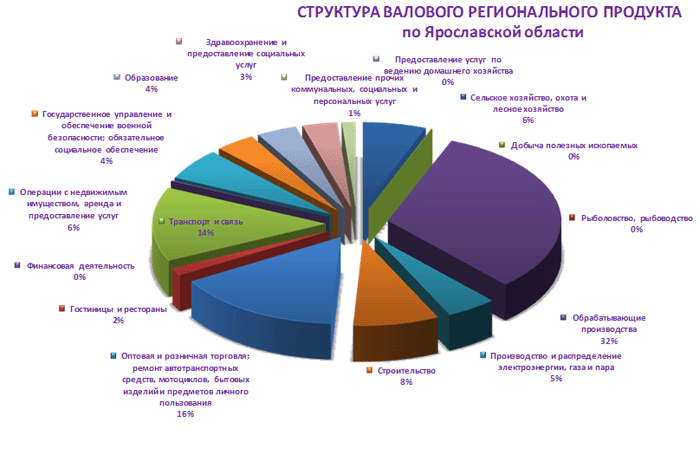 СТРУКТУРА ВАЛОВОГО РЕГИОНАЛЬНОГО ПРОДУКТА
по Ярославской области
Здравоохранение и
предоставление социальных
услуг
3%
Предоставление услуг по
ведению домашнего хозяйства
0%
Образование
4%
Предоставление прочих
коммунальных, социальных и
персональных услуг
1%
Сельское хозяйство, охота и
лесное хозяйство
6%
Государственное управление и
обеспечение военной
безопасности; обязательное
социальное обеспечение
4%
Добыча полезных ископаемых
0%
Операции с недвижимым
имуществом, аренда и
предоставление услуг
6%
Транспорт и связь
14%
Рыболовство, рыбоводство
0%
Финансовая деятельность
0%
Гостиницы и рестораны
2%
Обрабатывающие
производства
32%
Оптовая и розничная торговля;
ремонт автотранспортных
средств, мотоциклов, бытовых
изделий и предметов личного
пользования
16%
Строительство
8%
Производство и распределение
электроэнергии, газа и пара
5%